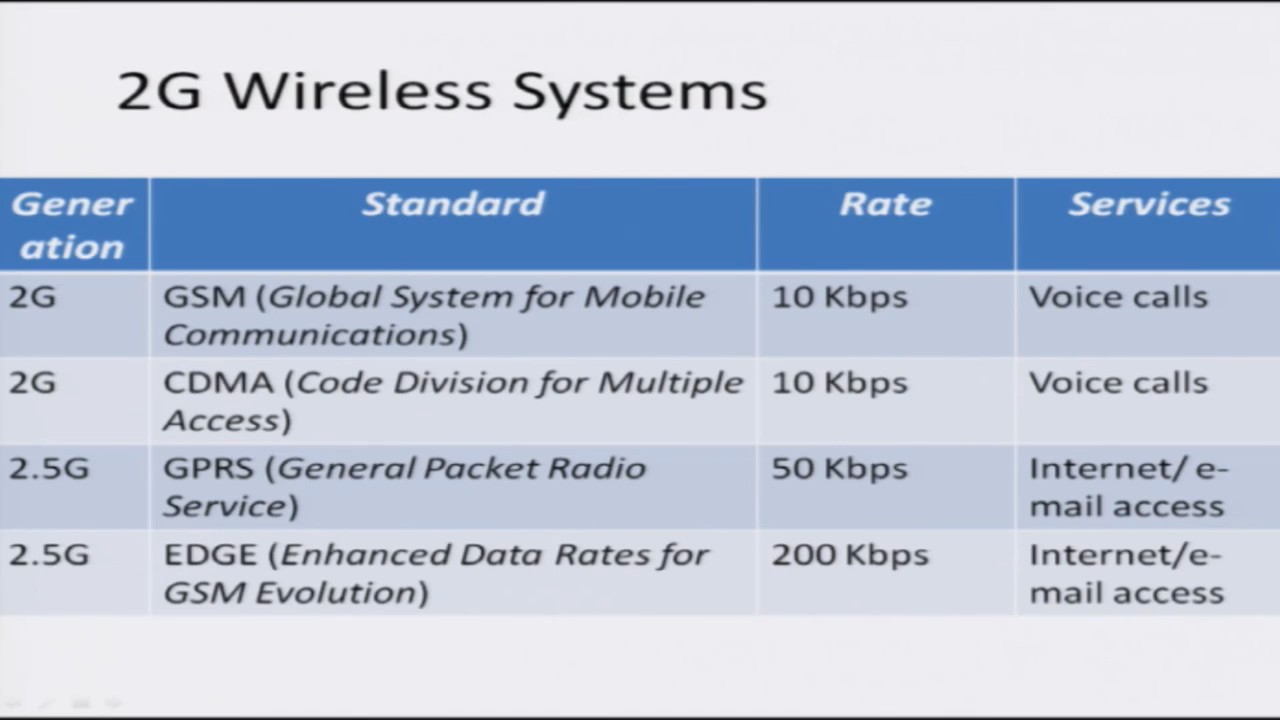 2G Wireless Systems
Gener
ation
Standard
Rate
Services
2G
GSM (Global System for Mobile
Communications)
10 Kbps
Voice calls
2G
CDMA (Code Division for Multiple
Access)
10 Kbps
Voice calls
2.5G
GPRS (General Packet Radio
Service)
50 Kbps
Internet/ e-
mail access
2.5G
EDGE (Enhanced Data Rates for
GSM Evolution)
200 Kbps
Internet/e-
mail access